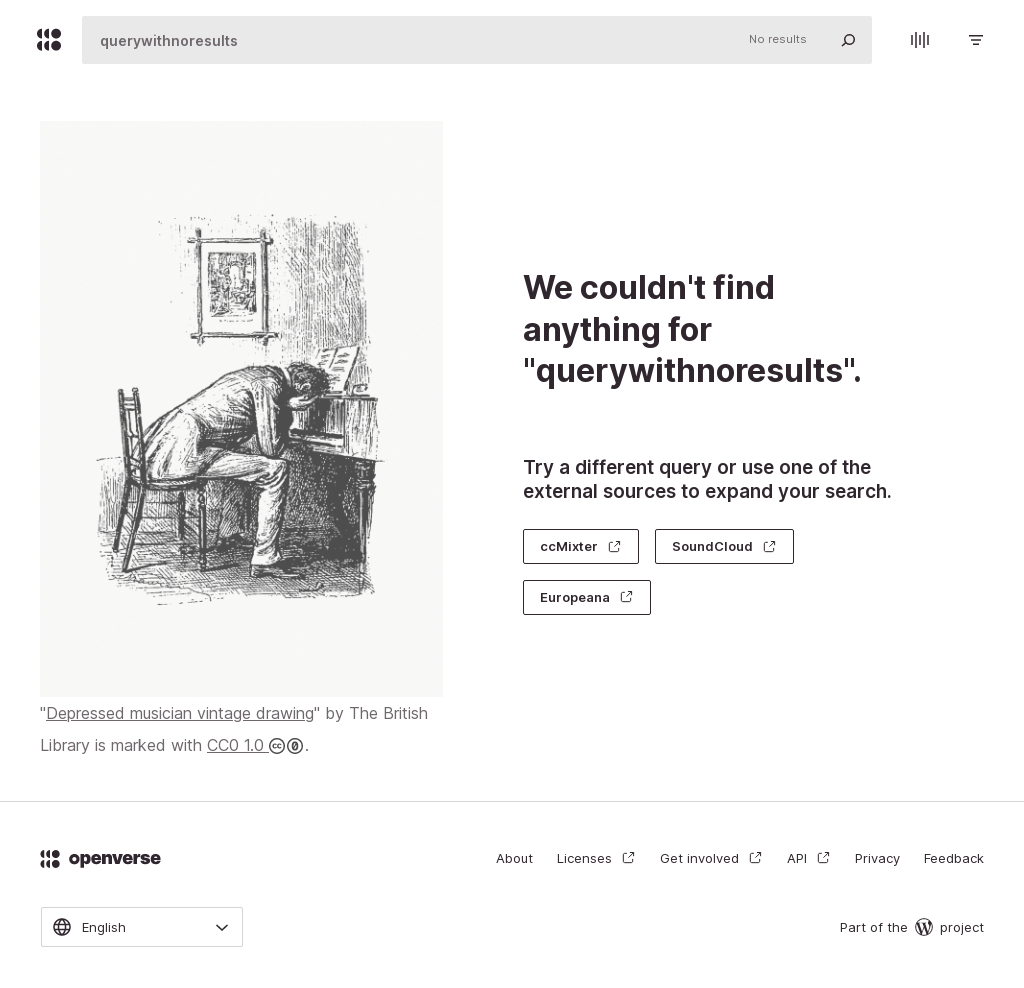 querywithnoresults
No results
We couldn't find
anything for
"querywithnoresults".
Try a different query or use one of the
external sources to expand your search.
ccMixter
SoundCloud
Europeana
"Depressed musician vintage drawing" by The British
Library is marked with CC0 1.0 .
openverse
About
Licenses
Get involved
API
Privacy
Feedback
English
Part of the
project